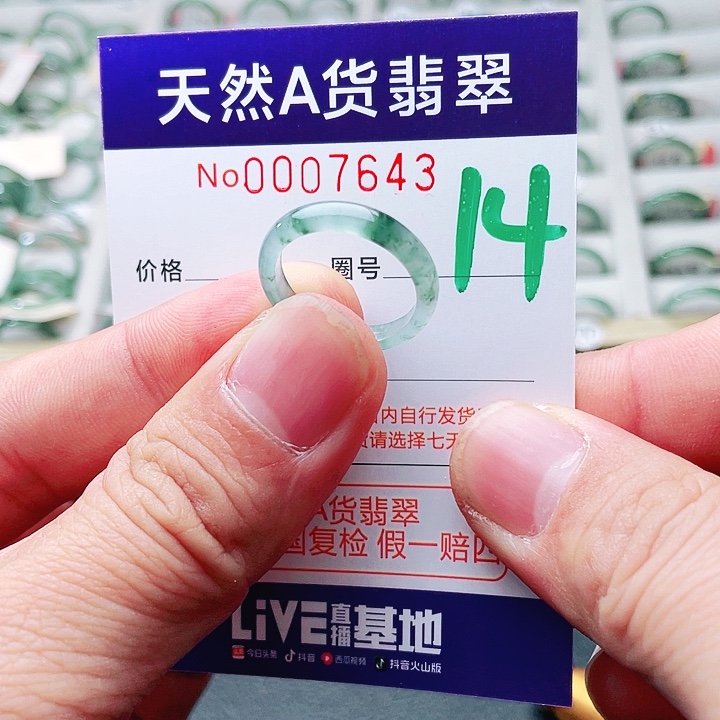 天然A货翡翠
No0007643
14
价格 圈号
内自行发货
请选择七天
A货翡翠
国复检 假一赔四
LiVE直播基地
今日头条 抖音 西瓜视频 抖音火山版